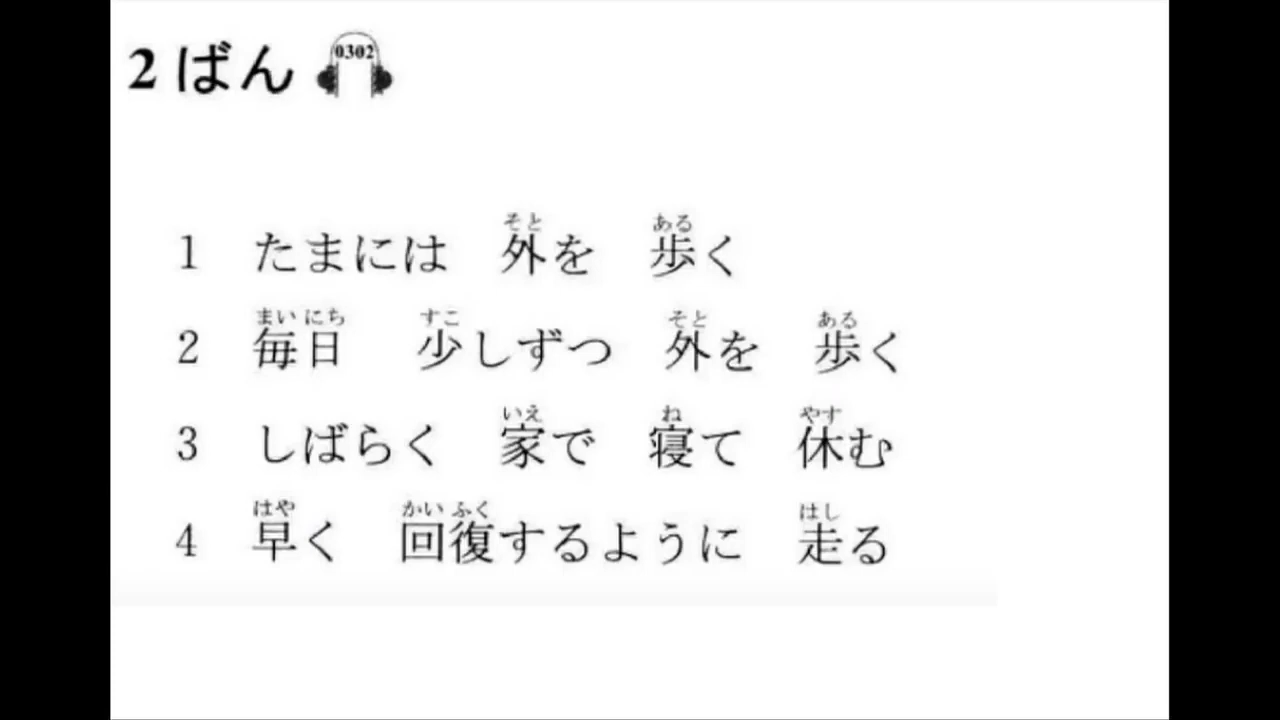 2 ばん 0302
1 たまには 外を 歩く
2 毎日 少しずつ 外を 歩く
3 しばらく 家で 寝て 休む
4 早く 回復するように 走る